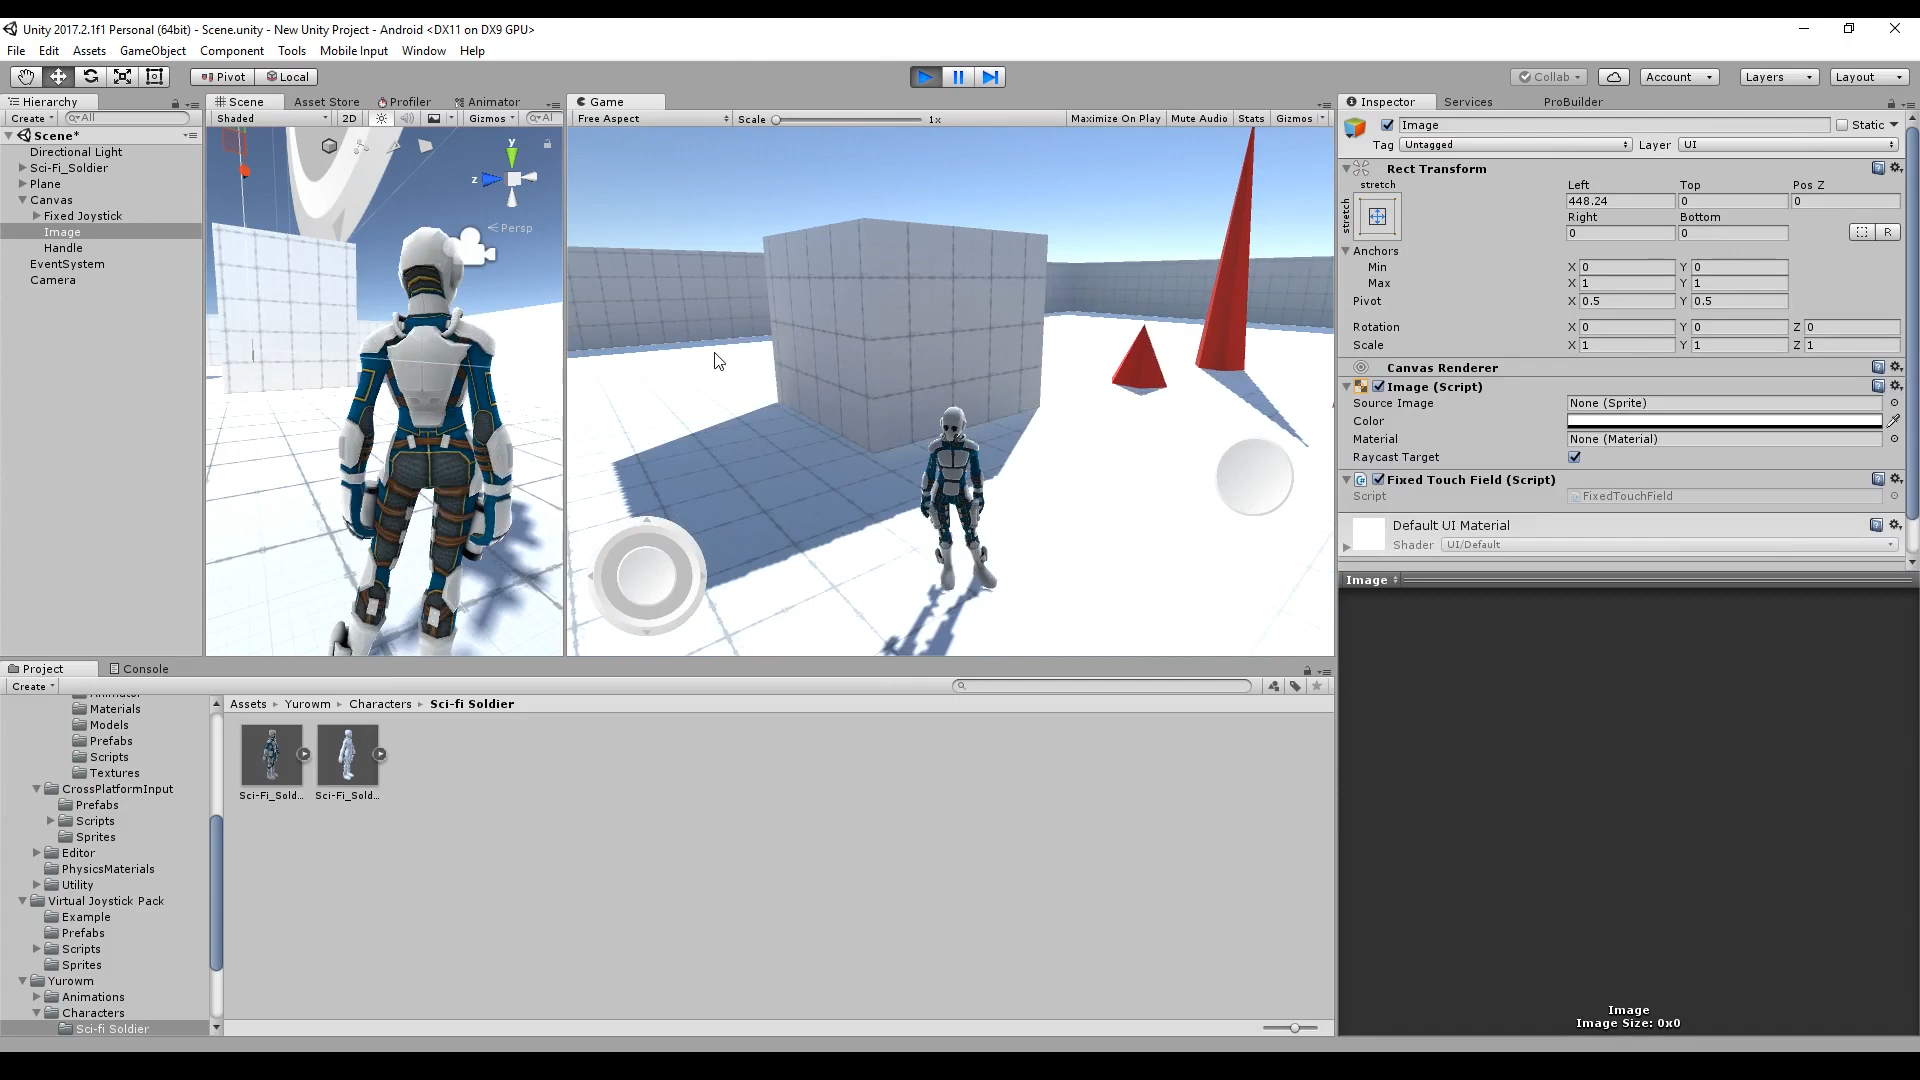 Unity 2017.2.1f1 Personal (64bit) - Scene.unity - New Unity Project - Android <DX11 on DX9 GPU>
File Edit Assets GameObject Component Tools Mobile Input Window Help
Pivot Local Collab Account Layers Layout
Hierarchy
Create All
Scene*
Directional Light
Sci-Fi_Soldier
Plane
Canvas
Fixed Joystick
Image
Handle
EventSystem
Camera
Scene Asset Store Profiler Animator
Shaded 2D Gizmos Al
y
z
Persp
Game
Free Aspect Scale 1x Maximize On Play Mute Audio Stats Gizmos
Inspector Services ProBuilder
Image Static
Tag Untagged Layer UI
Rect Transform
stretch Left Top Pos Z
stretch
448.24 0 0
Right Bottom
0 0 R
Anchors
Min X 0 Y 0
Max X 1 Y 1
Pivot X 0.5 Y 0.5
Rotation X 0 Y 0 Z 0
Scale X 1 Y 1 Z 1
Canvas Renderer
Image (Script)
Source Image None (Sprite)
Color
Material None (Material)
Raycast Target
Fixed Touch Field (Script)
Script FixedTouchField
Default UI Material
Shader UI/Default
Image
Image
Image Size: 0x0
Project Console
Create
Animator
Materials
Models
Prefabs
Scripts
Textures
CrossPlatformInput
Prefabs
Scripts
Sprites
Editor
PhysicsMaterials
Utility
Virtual Joystick Pack
Example
Prefabs
Scripts
Sprites
Yurowm
Animations
Characters
Sci-fi Soldier
Assets Yurowm Characters Sci-fi Soldier
Sci-Fi_Sold... Sci-Fi_Sold...